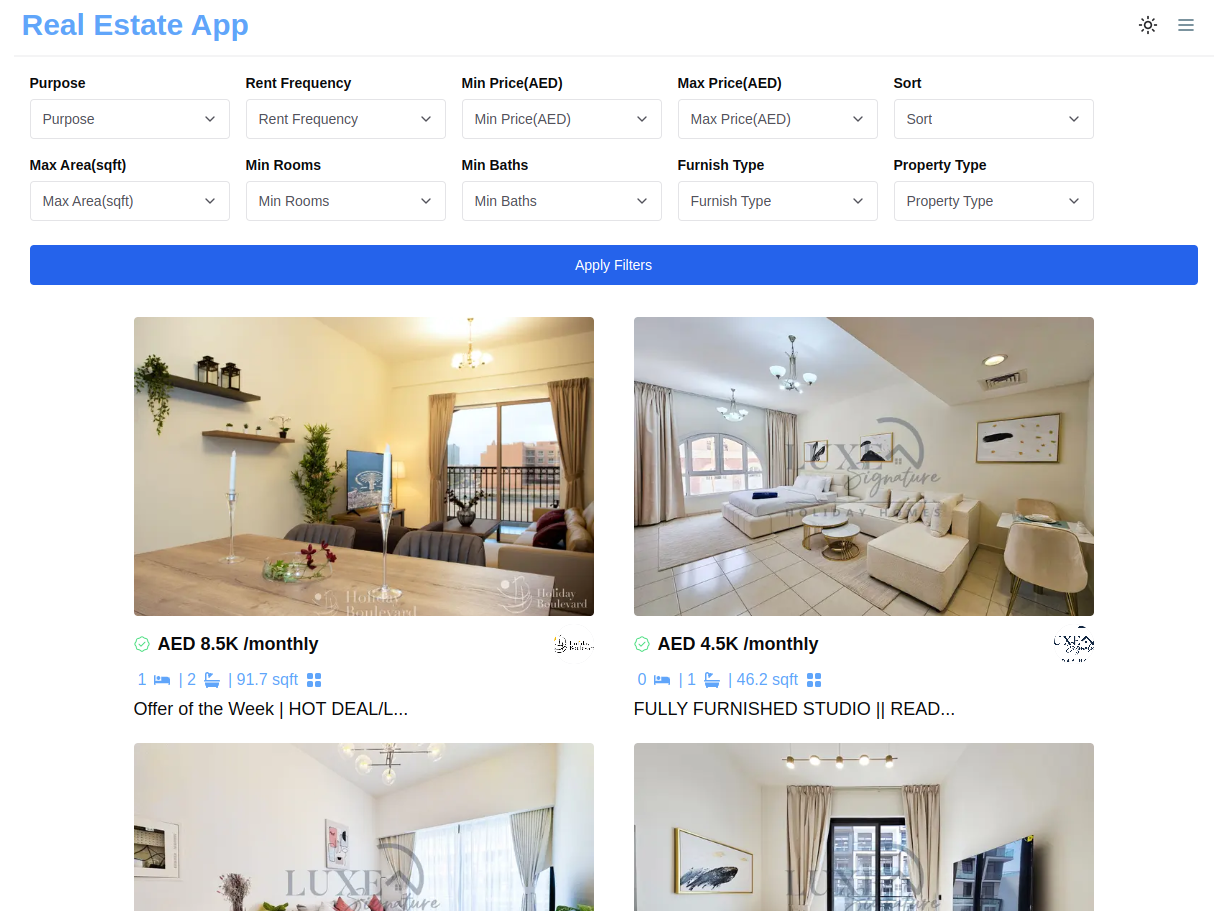 Real Estate App
Purpose Rent Frequency Min Price(AED) Max Price(AED) Sort
Purpose Rent Frequency Min Price(AED) Max Price(AED) Sort
Max Area(sqft) Min Rooms Min Baths Furnish Type Property Type
Max Area(sqft) Min Rooms Min Baths Furnish Type Property Type
Apply Filters
LUXE
Signature
HOLIDAY HOMES
Holiday
Boulevard
Holiday
Boulevard
AED 8.5K /monthly
AED 4.5K /monthly
1 | 2 | 91.7 sqft
0 | 1 | 46.2 sqft
Offer of the Week | HOT DEAL/L...
FULLY FURNISHED STUDIO || READ...
LUXE
Signature
LUXE
Signature